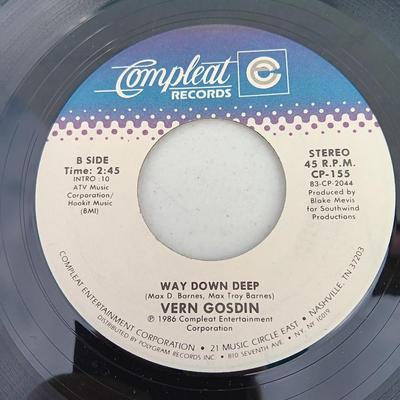 Compleat
RECORDS
B SIDE
Time: 2:45
INTRO :10
ATV Music
Corporation/
Hookit Music
(BMI)
STEREO
45 R.P.M.
CP-155
83-CP-2044
Produced by
Blake Mevis for
Southwind
Productions
WAY DOWN DEEP
(Max D. Barnes, Max Troy Barnes)
VERN GOSDIN
℗ 1986 Compleat Entertainment
Corporation
COMPLEAT ENTERTAINMENT CORPORATION • 21 MUSIC CIRCLE EAST • NASHVILLE, TN 37203
DISTRIBUTED BY POLYGRAM RECORDS INC • 810 SEVENTH AVE • N.Y., N.Y. 10019